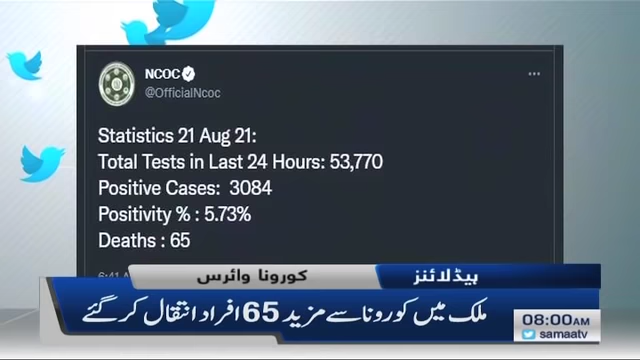 NCOC
@OfficialNcoc
Statistics 21 Aug 21:
Total Tests in Last 24 Hours: 53,770
Positive Cases: 3084
Positivity % : 5.73%
Deaths : 65
ہیڈلائنز
کورونا وائرس
ملک میں کورونا سے مزید 65 افراد انتقال کر گئے
08:00AM
samaatv